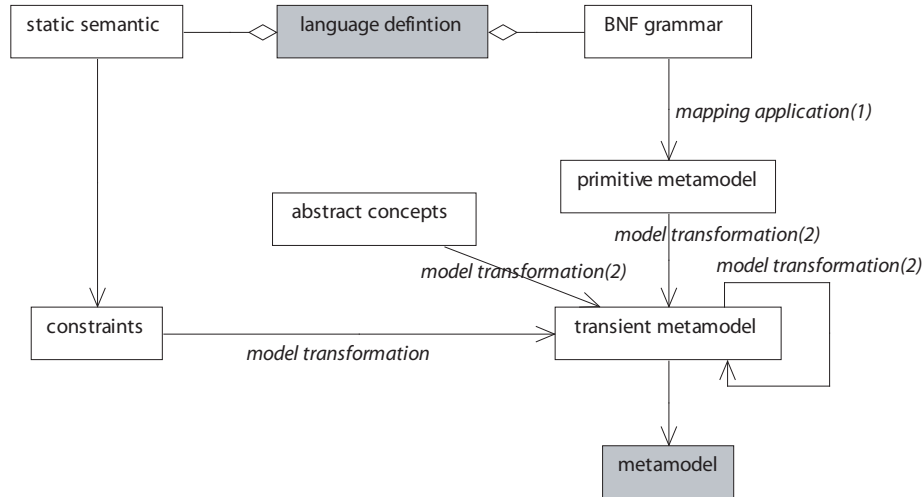 static semantic
language defintion
BNF grammar
mapping application(1)
primitive metamodel
abstract concepts
model transformation(2)
model transformation(2)
model transformation(2)
constraints
transient metamodel
model transformation
metamodel